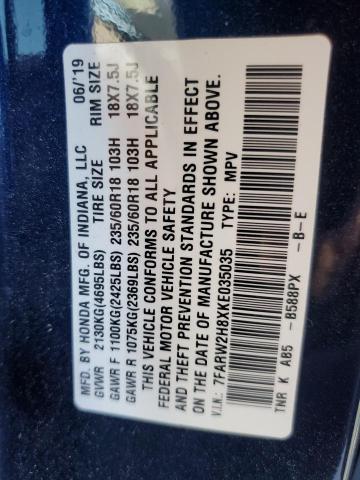 MFD. BY HONDA MFG. OF INDIANA, LLC 06/'19
GVWR 2130KG(4695LBS) TIRE SIZE RIM SIZE
GAWR F 1100KG(2425LBS) 235/60R18 103H 18X7.5J
GAWR R 1075KG(2369LBS) 235/60R18 103H 18X7.5J
THIS VEHICLE CONFORMS TO ALL APPLICABLE
FEDERAL MOTOR VEHICLE SAFETY
AND THEFT PREVENTION STANDARDS IN EFFECT
ON THE DATE OF MANUFACTURE SHOWN ABOVE.
V.I.N.: 7FARW2H8XKE035035 TYPE: MPV
TNR K AB5 -B588PX -B-E